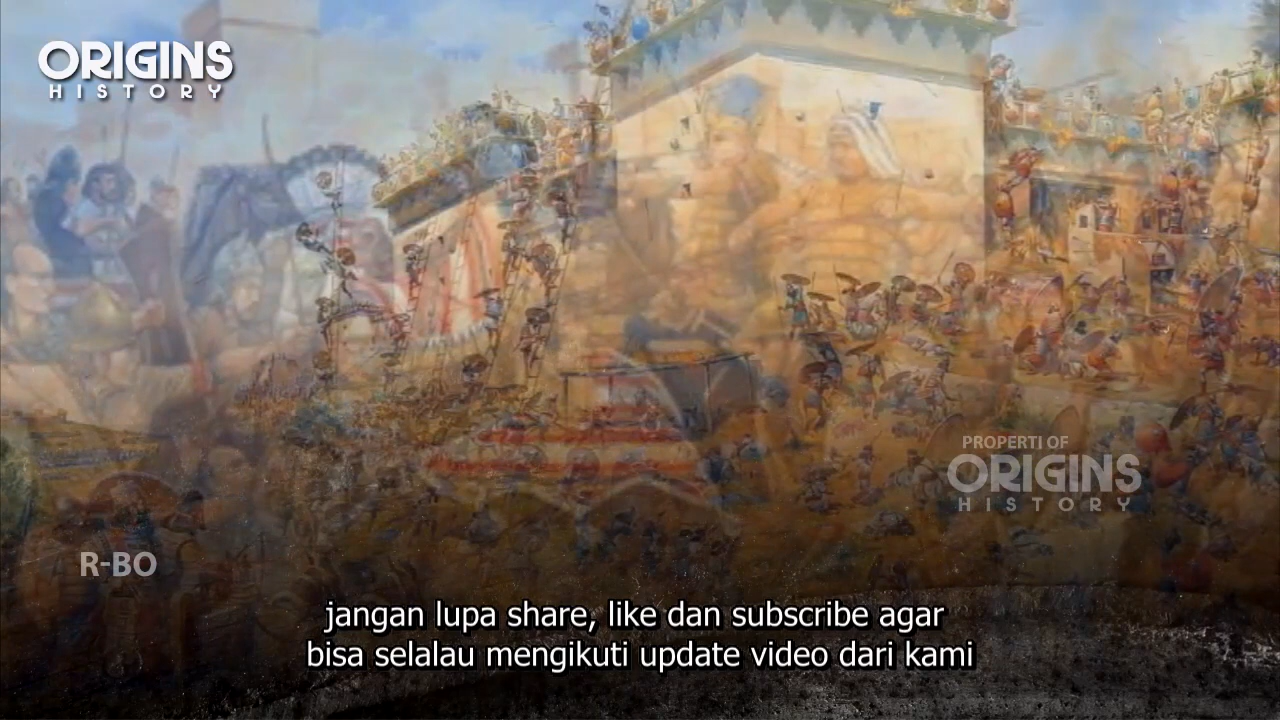 ORIGINS
HISTORY
PROPERTI OF
ORIGINS
HISTORY
R-BO
jangan lupa share, like dan subscribe agar
bisa selalau mengikuti update video dari kami